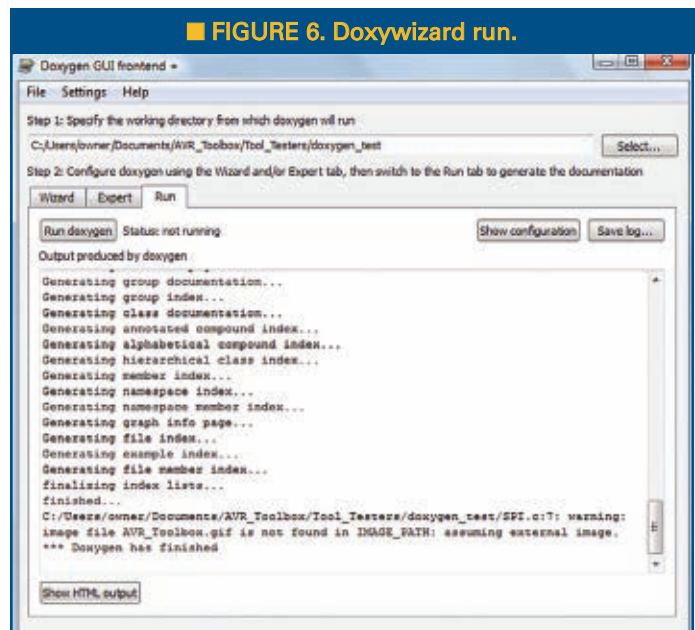 ■ FIGURE 6. Doxywizard run.
Doxygen GUI frontend +
File Settings Help
Step 1: Specify the working directory from which doxygen will run
C:/Users/owner/Documents/AVR_Toolbox/Tool_Testers/doxygen_test
Select...
Step 2: Configure doxygen using the Wizard and/or Expert tab, then switch to the Run tab to generate the documentation
Wizard Expert Run
Run doxygen Status: not running Show configuration Save log...
Output produced by doxygen
Generating group documentation...
Generating group index...
Generating class documentation...
Generating annotated compound index...
Generating alphabetical compound index...
Generating hierarchical class index...
Generating member index...
Generating namespace index...
Generating namespace member index...
Generating graph info page...
Generating file index...
Generating example index...
Generating file member index...
finalizing index lists...
finished...
C:/Users/owner/Documents/AVR_Toolbox/Tool_Testers/doxygen_test/SPI.c:7: warning:
image file AVR_Toolbox.gif is not found in IMAGE_PATH: assuming external image.
*** Doxygen has finished
Show HTML output